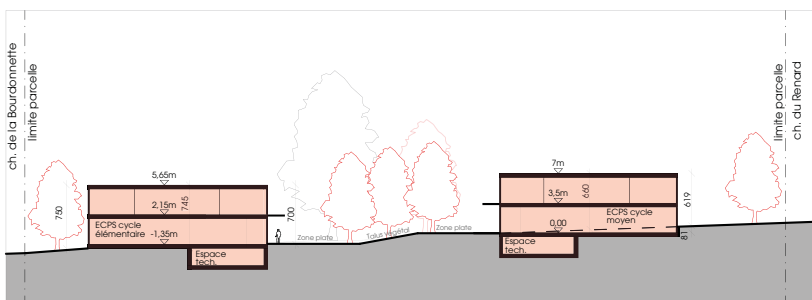 ch. de la Bourdonnette
limite parcelle
750
5,65m
2,15m
745
ECPS cycle
élémentaire -1,35m
Espace
tech.
700
Zone plate
Talus végétal
Zone plate
7m
3,5m
660
0,00
ECPS cycle
moyen
Espace
tech.
619
81
limite parcelle
ch. du Renard